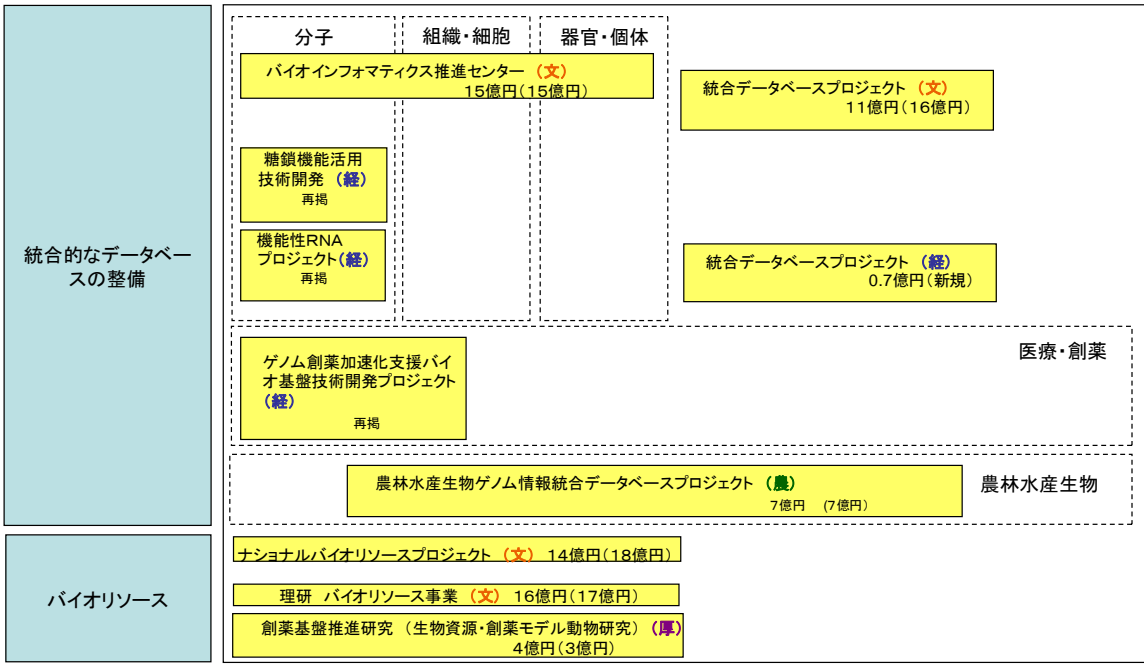 統合的なデータベー
スの整備
分子
組織・細胞
器官・個体
バイオインフォマティクス推進センター （文）
15億円（15億円）
統合データベースプロジェクト （文）
11億円（16億円）
糖鎖機能活用
技術開発 （経）
再掲
機能性RNA
プロジェクト（経）
再掲
統合データベースプロジェクト （経）
0.7億円（新規）
医療・創薬
ゲノム創薬加速化支援バイ
オ基盤技術開発プロジェクト
（経）
再掲
農林水産生物ゲノム情報統合データベースプロジェクト （農）
7億円 （7億円）
農林水産生物
バイオリソース
ナショナルバイオリソースプロジェクト （文） 14億円（18億円）
理研 バイオリソース事業 （文） 16億円（17億円）
創薬基盤推進研究 （生物資源・創薬モデル動物研究）（厚）
4億円（3億円）